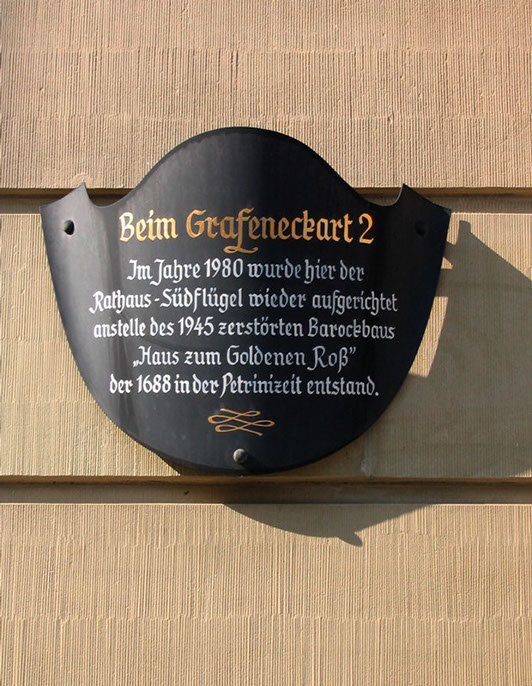 Beim Grafeneckart 2
Im Jahre 1980 wurde hier der
Rathaus-Südflügel wieder aufgerichtet
anstelle des 1945 zerstörten Barockbaus
„Haus zum Goldenen Roß”
der 1688 in der Petrinizeit entstand.